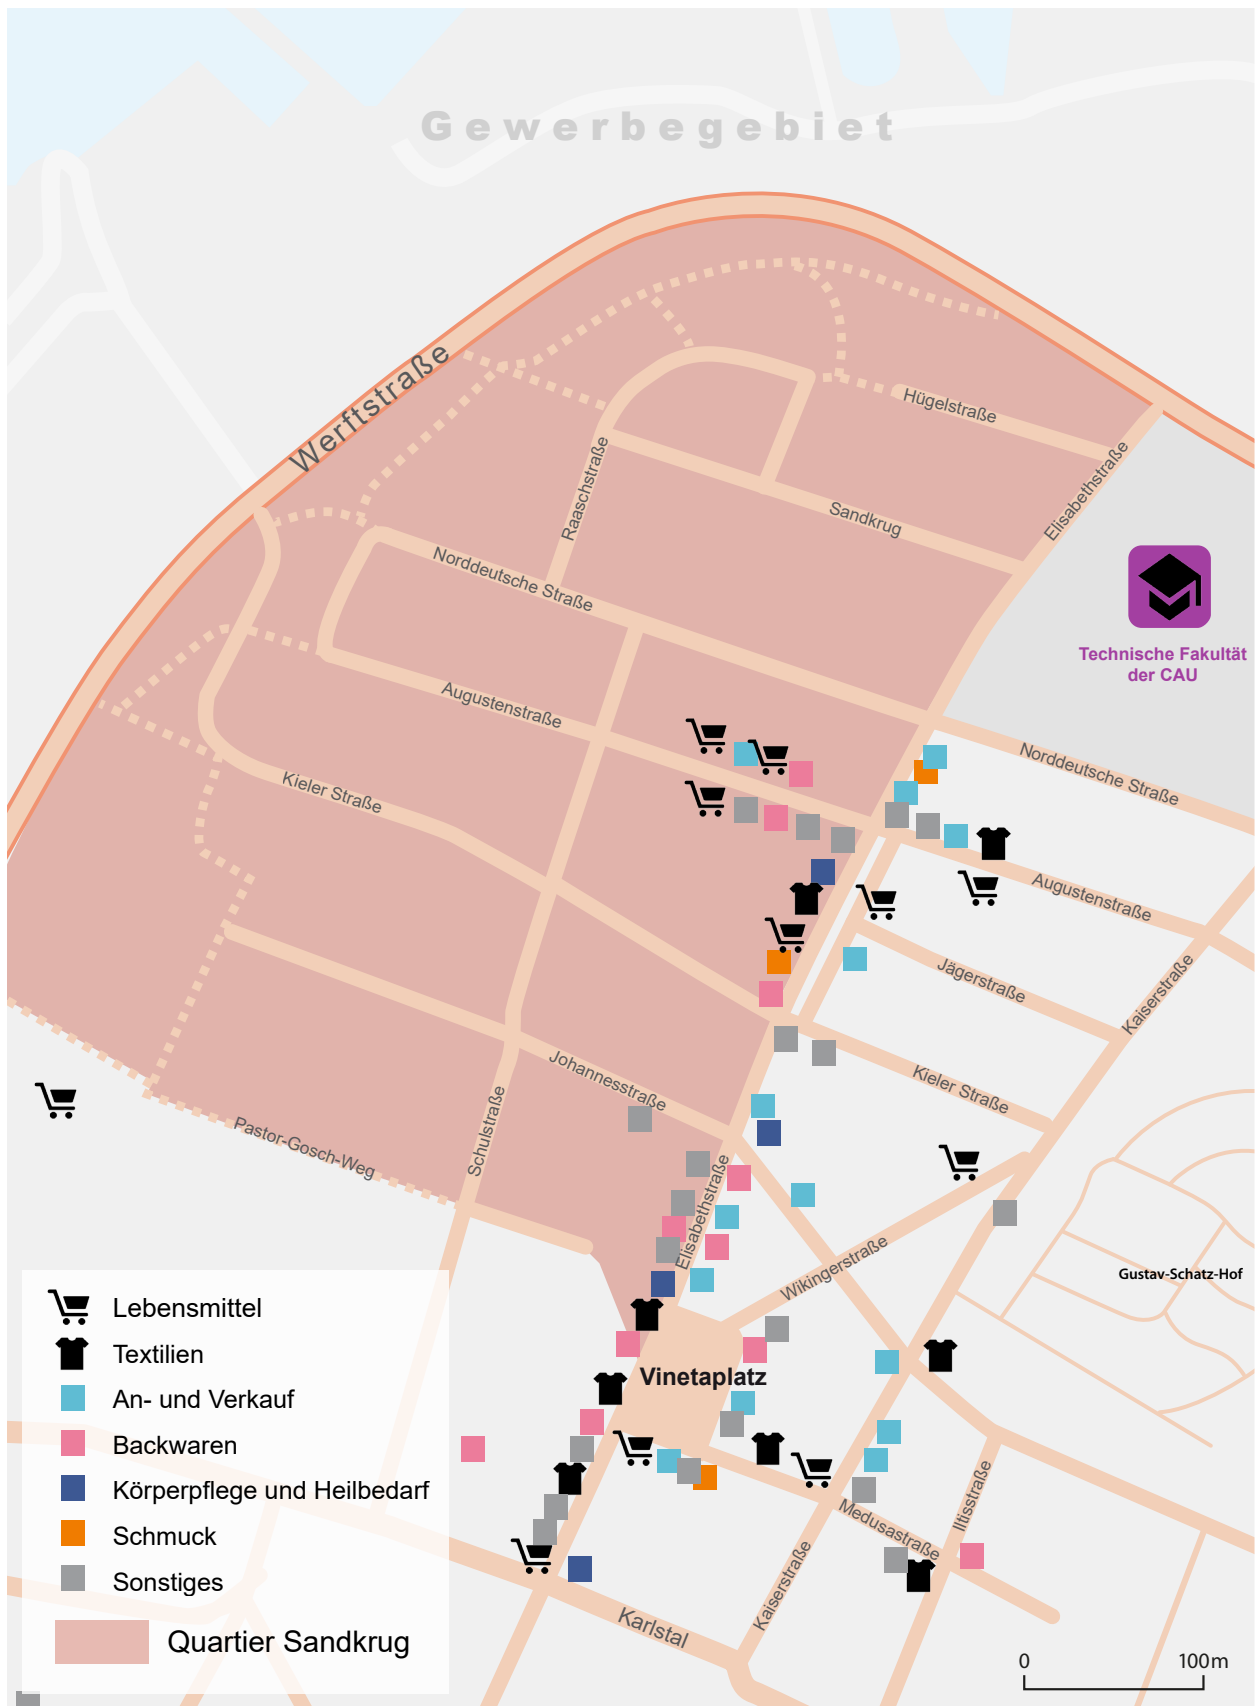 Gewerbegebiet
Werftstraße
Hügelstraße
Elisabethstraße
Raaschstraße
Sandkrug
Norddeutsche Straße
Technische Fakultät
der CAU
Augustenstraße
Norddeutsche Straße
Kieler Straße
Augustenstraße
Jägerstraße
Kaiserstraße
Johannesstraße
Kieler Straße
Schulstraße
Pastor-Gosch-Weg
Elisabethstraße
Wikingerstraße
Gustav-Schatz-Hof
Vinetaplatz
Iltisstraße
Medusastraße
Kaiserstraße
Karlstal
Lebensmittel
Textilien
An- und Verkauf
Backwaren
Körperpflege und Heilbedarf
Schmuck
Sonstiges
Quartier Sandkrug
0 100m